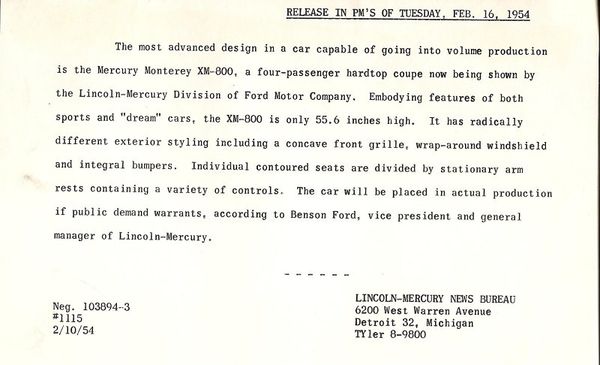 RELEASE IN PM'S OF TUESDAY, FEB. 16, 1954
The most advanced design in a car capable of going into volume production
is the Mercury Monterey XM-800, a four-passenger hardtop coupe now being shown by
the Lincoln-Mercury Division of Ford Motor Company. Embodying features of both
sports and "dream" cars, the XM-800 is only 55.6 inches high. It has radically
different exterior styling including a concave front grille, wrap-around windshield
and integral bumpers. Individual contoured seats are divided by stationary arm
rests containing a variety of controls. The car will be placed in actual production
if public demand warrants, according to Benson Ford, vice president and general
manager of Lincoln-Mercury.
- - - - - -
LINCOLN-MERCURY NEWS BUREAU
6200 West Warren Avenue
Detroit 32, Michigan
TYler 8-9800
Neg. 103894-3
#1115
2/10/54